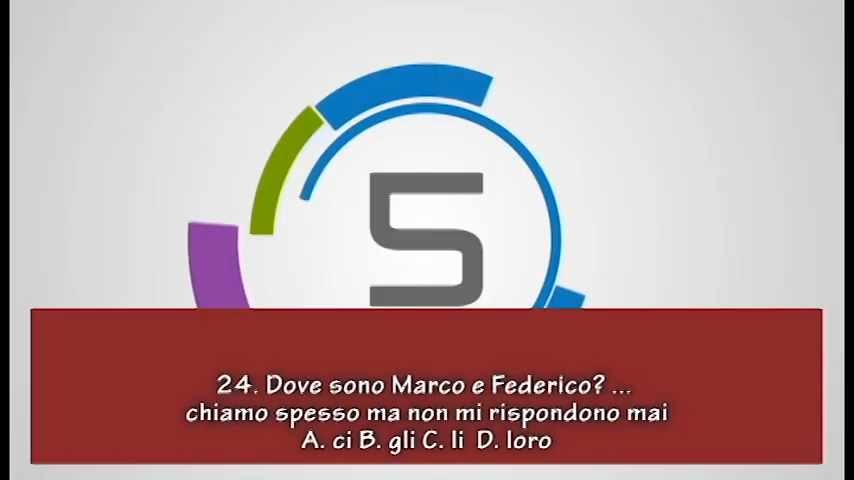 5
24. Dove sono Marco e Federico? ...
chiamo spesso ma non mi rispondono mai
A. ci B. gli C. li D. loro